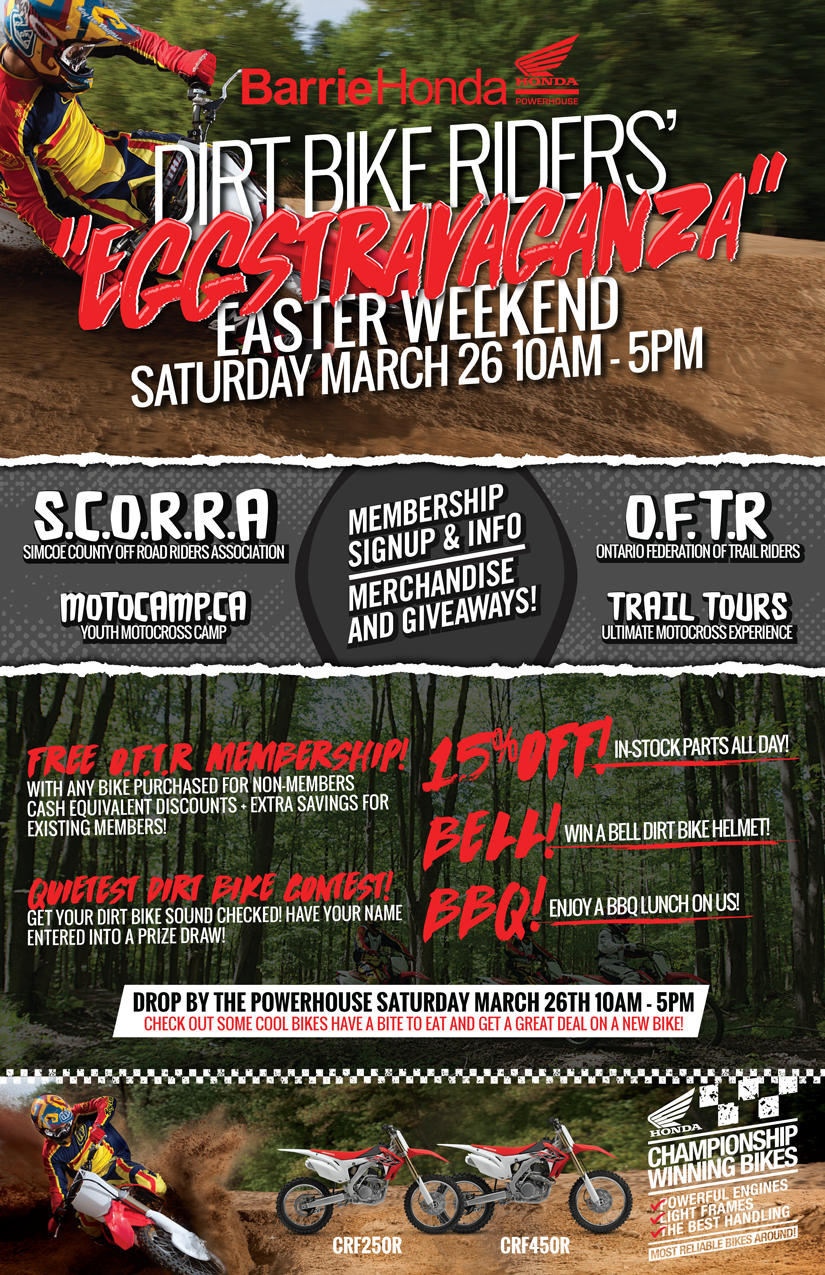 BarrieHonda
HONDA
POWERHOUSE
DIRT BIKE RIDERS'
"EGGSTRAVAGANZA"
EASTER WEEKEND
SATURDAY MARCH 26 10AM - 5PM
S.C.O.R.R.A
SIMCOE COUNTY OFF ROAD RIDERS ASSOCIATION
MOTOCAMP.CA
YOUTH MOTOCROSS CAMP
MEMBERSHIP
SIGNUP & INFO
MERCHANDISE
AND GIVEAWAYS!
O.F.T.R
ONTARIO FEDERATION OF TRAIL RIDERS
TRAIL TOURS
ULTIMATE MOTOCROSS EXPERIENCE
FREE O.F.T.R MEMBERSHIP!
WITH ANY BIKE PURCHASED FOR NON-MEMBERS
CASH EQUIVALENT DISCOUNTS + EXTRA SAVINGS FOR
EXISTING MEMBERS!
QUIETEST DIRT BIKE CONTEST!
GET YOUR DIRT BIKE SOUND CHECKED! HAVE YOUR NAME
ENTERED INTO A PRIZE DRAW!
15% OFF! IN-STOCK PARTS ALL DAY!
BELL! WIN A BELL DIRT BIKE HELMET!
BBQ! ENJOY A BBQ LUNCH ON US!
DROP BY THE POWERHOUSE SATURDAY MARCH 26TH 10AM - 5PM
CHECK OUT SOME COOL BIKES HAVE A BITE TO EAT AND GET A GREAT DEAL ON A NEW BIKE!
CRF250R
CRF450R
HONDA
CHAMPIONSHIP
WINNING BIKES
POWERFUL ENGINES
LIGHT FRAMES
THE BEST HANDLING
MOST RELIABLE BIKES AROUND!